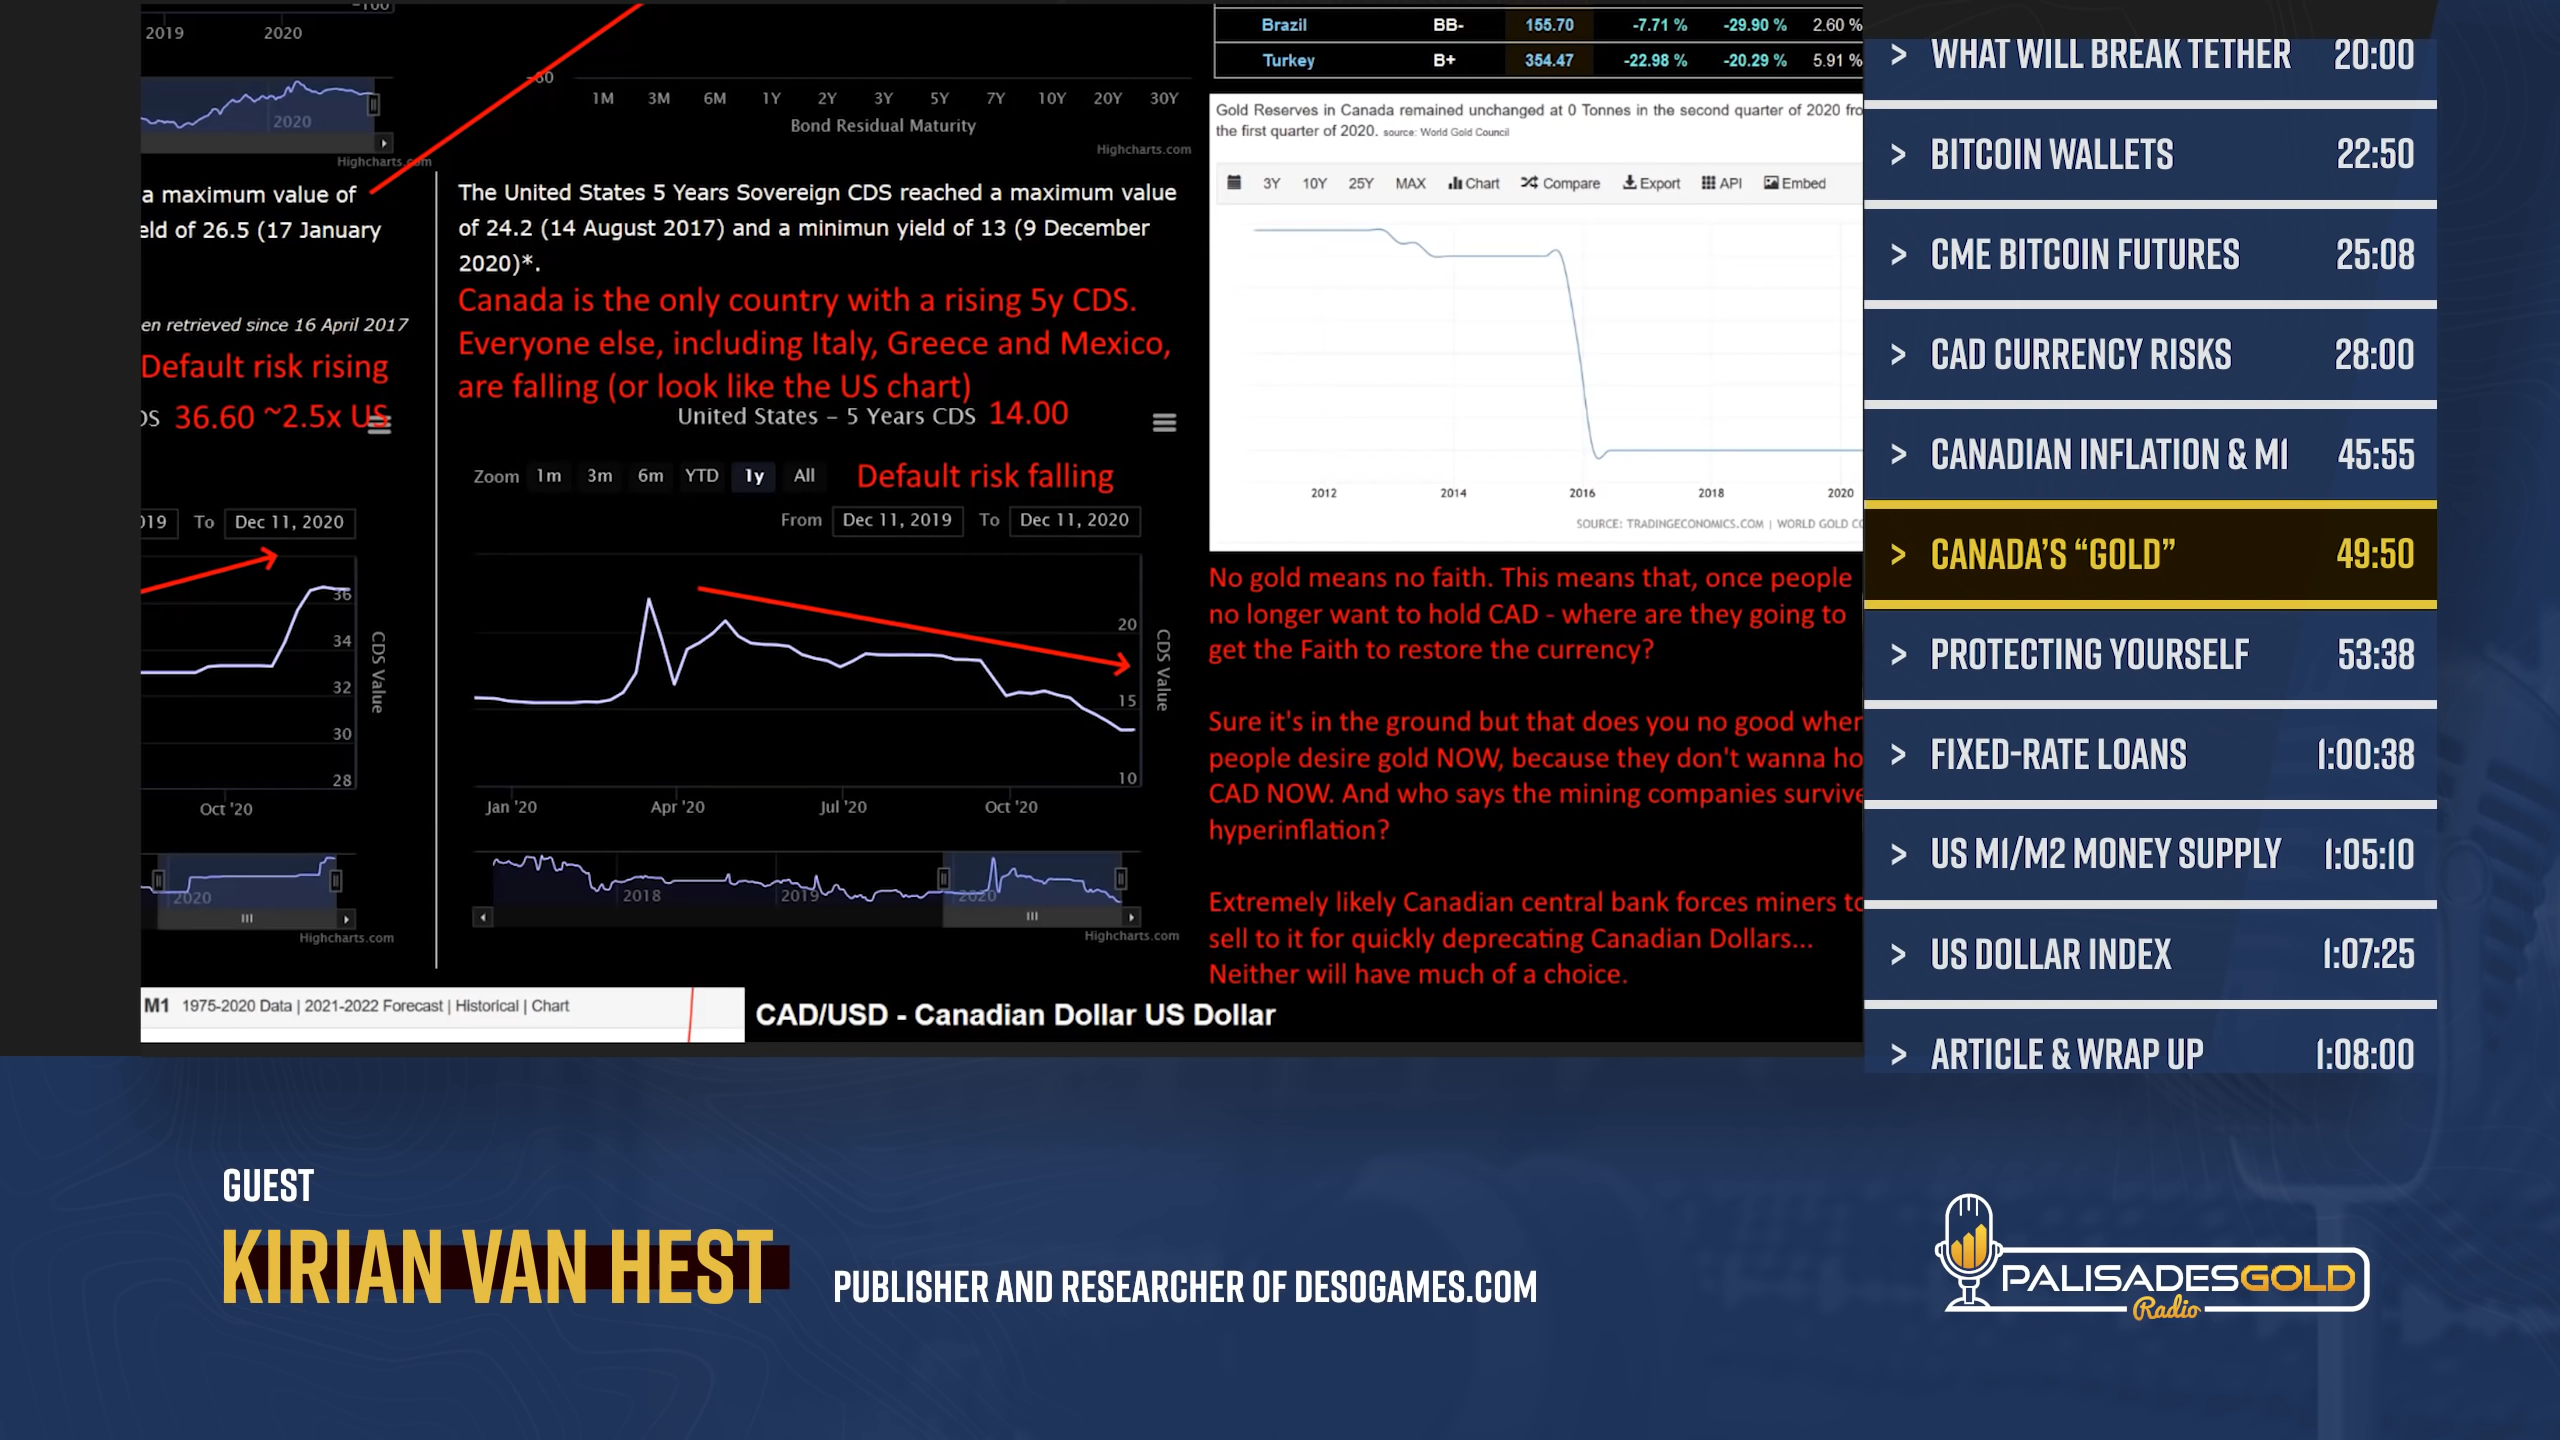 -100
2019 2020
2020
Highcharts.com
a maximum value of
eld of 26.5 (17 January
en retrieved since 16 April 2017
Default risk rising
DS 36.60 ~2.5x US
019 To Dec 11, 2020
36
34
32
30
28
CDS Value
Oct '20
2020
Highcharts.com
-60
1M 3M 6M 1Y 2Y 3Y 5Y 7Y 10Y 20Y 30Y
Bond Residual Maturity
Highcharts.com
The United States 5 Years Sovereign CDS reached a maximum value
of 24.2 (14 August 2017) and a minimun yield of 13 (9 December
2020)*.
Canada is the only country with a rising 5y CDS.
Everyone else, including Italy, Greece and Mexico,
are falling (or look like the US chart)
United States – 5 Years CDS 14.00
Zoom 1m 3m 6m YTD 1y All Default risk falling
From Dec 11, 2019 To Dec 11, 2020
20
15
10
CDS Value
Jan '20 Apr '20 Jul '20 Oct '20
2018 2019 2020
Highcharts.com
Brazil BB- 155.70 -7.71 % -29.90 % 2.60 %
Turkey B+ 354.47 -22.98 % -20.29 % 5.91 %
Gold Reserves in Canada remained unchanged at 0 Tonnes in the second quarter of 2020 fro
the first quarter of 2020. source: World Gold Council
3Y 10Y 25Y MAX Chart Compare Export API Embed
2012 2014 2016 2018 2020
SOURCE: TRADINGECONOMICS.COM | WORLD GOLD CO
No gold means no faith. This means that, once people
no longer want to hold CAD - where are they going to
get the Faith to restore the currency?
Sure it's in the ground but that does you no good wher
people desire gold NOW, because they don't wanna ho
CAD NOW. And who says the mining companies survive
hyperinflation?
Extremely likely Canadian central bank forces miners to
sell to it for quickly deprecating Canadian Dollars...
Neither will have much of a choice.
M1 1975-2020 Data | 2021-2022 Forecast | Historical | Chart
CAD/USD - Canadian Dollar US Dollar
> WHAT WILL BREAK TETHER 20:00
> BITCOIN WALLETS 22:50
> CME BITCOIN FUTURES 25:08
> CAD CURRENCY RISKS 28:00
> CANADIAN INFLATION & M1 45:55
> CANADA'S “GOLD” 49:50
> PROTECTING YOURSELF 53:38
> FIXED-RATE LOANS 1:00:38
> US M1/M2 MONEY SUPPLY 1:05:10
> US DOLLAR INDEX 1:07:25
> ARTICLE & WRAP UP 1:08:00
GUEST
KIRIAN VAN HEST
PUBLISHER AND RESEARCHER OF DESOGAMES.COM
PALISADESGOLD
Radio